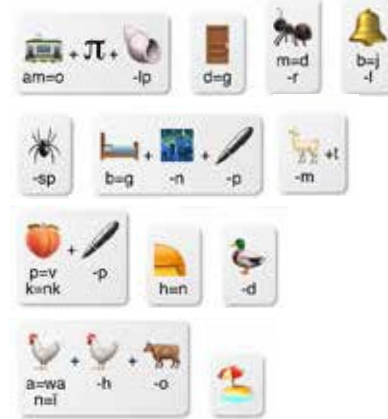 + π +
am=o -lp d=g m=d b=j
-r -l
+ + +t
-sp b=g -n -p -m
+
p=v -p h=n -d
k=nk
+ +
a=wa -h -o
n=i